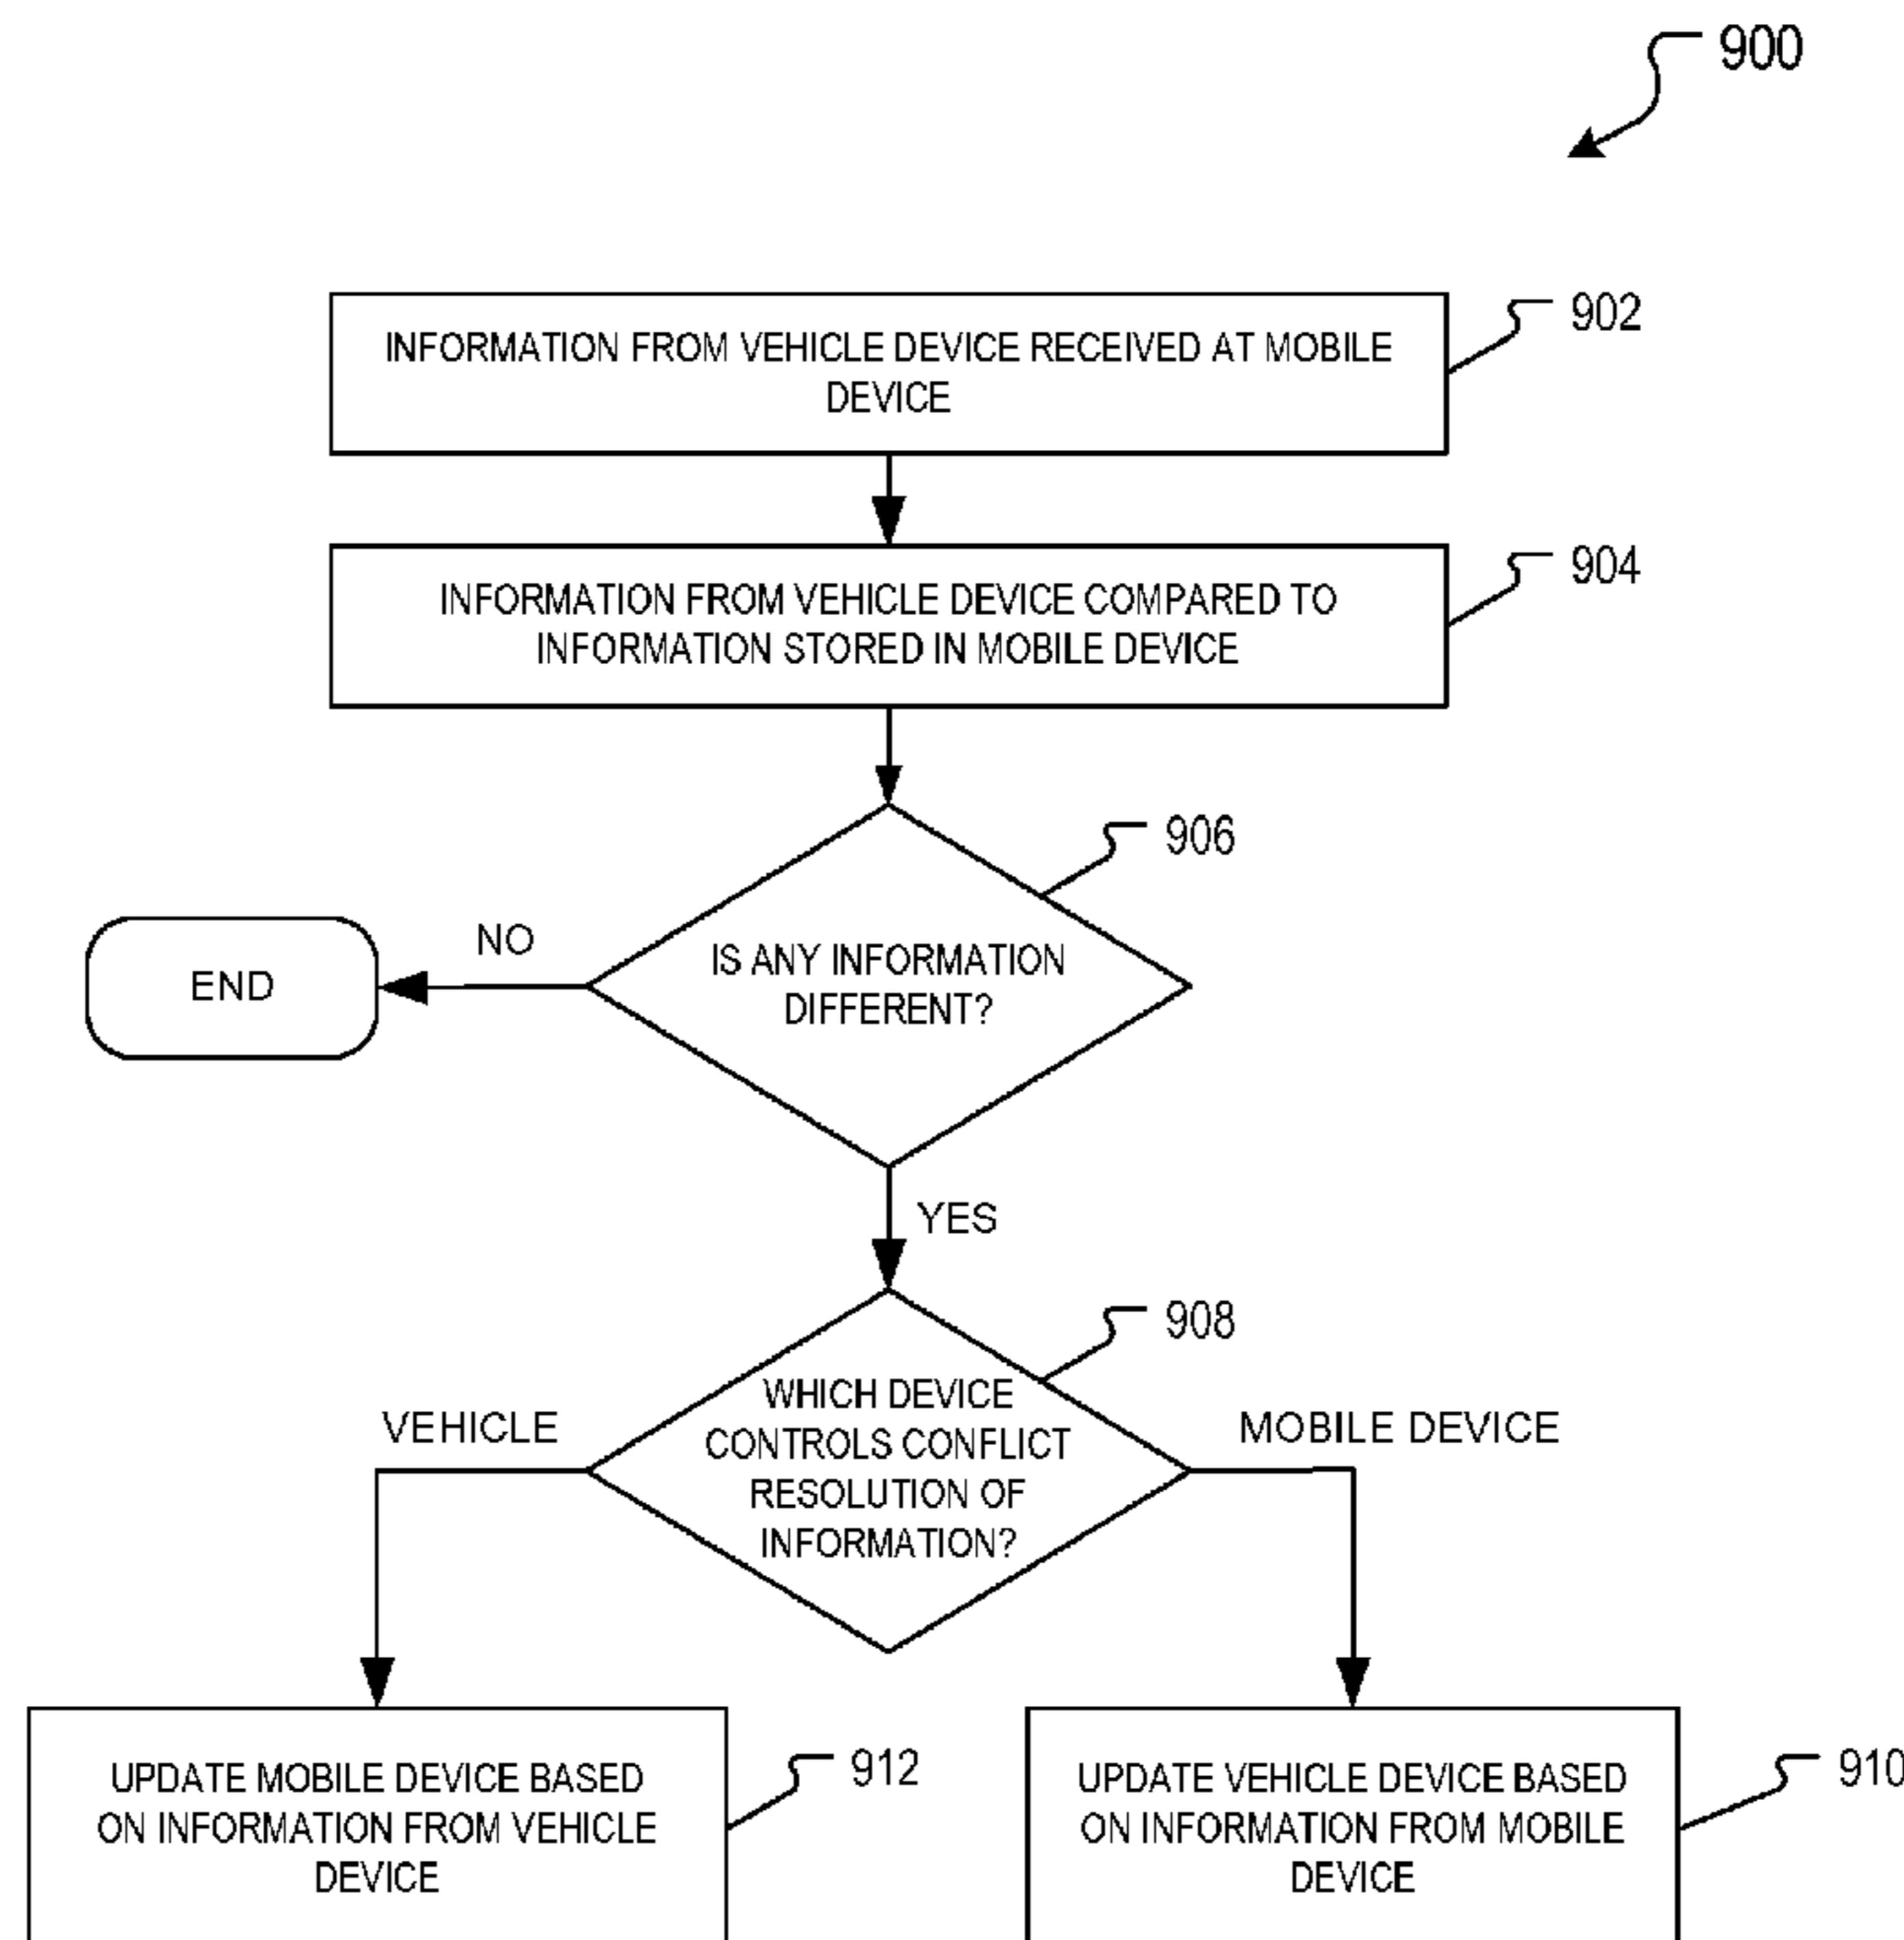 900
INFORMATION FROM VEHICLE DEVICE RECEIVED AT MOBILE
DEVICE
902
INFORMATION FROM VEHICLE DEVICE COMPARED TO
INFORMATION STORED IN MOBILE DEVICE
904
906
IS ANY INFORMATION
DIFFERENT?
NO
END
YES
908
WHICH DEVICE
CONTROLS CONFLICT
RESOLUTION OF
INFORMATION?
VEHICLE
MOBILE DEVICE
UPDATE MOBILE DEVICE BASED
ON INFORMATION FROM VEHICLE
DEVICE
912
UPDATE VEHICLE DEVICE BASED
ON INFORMATION FROM MOBILE
DEVICE
910